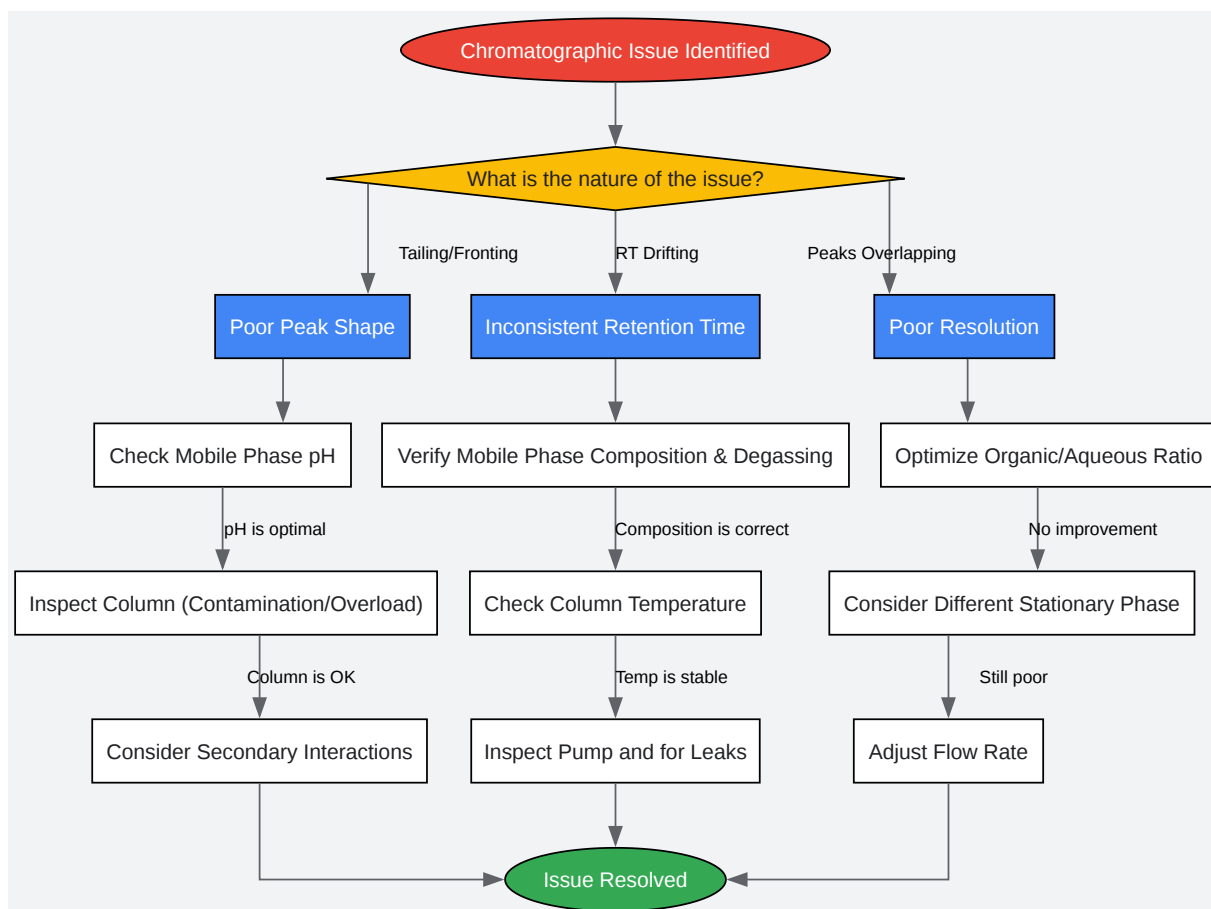 Chromatographic Issue Identified
What is the nature of the issue?
Tailing/Fronting
RT Drifting
Peaks Overlapping
Poor Peak Shape
Inconsistent Retention Time
Poor Resolution
Check Mobile Phase pH
Verify Mobile Phase Composition & Degassing
Optimize Organic/Aqueous Ratio
pH is optimal
Composition is correct
No improvement
Inspect Column (Contamination/Overload)
Check Column Temperature
Consider Different Stationary Phase
Column is OK
Temp is stable
Still poor
Consider Secondary Interactions
Inspect Pump and for Leaks
Adjust Flow Rate
Issue Resolved